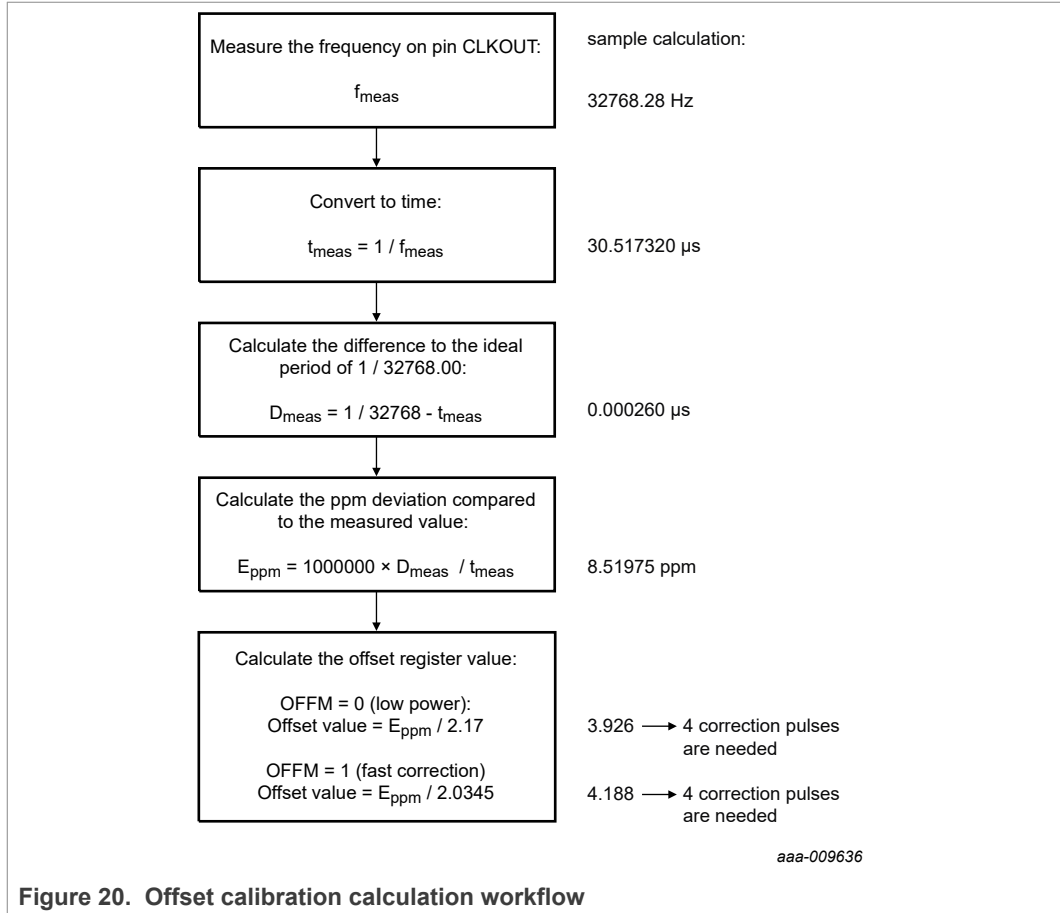 Measure the frequency on pin CLKOUT:
fmeas
sample calculation:
32768.28 Hz
Convert to time:
tmeas = 1 / fmeas
30.517320 µs
Calculate the difference to the ideal
period of 1 / 32768.00:
Dmeas = 1 / 32768 - tmeas
0.000260 µs
Calculate the ppm deviation compared
to the measured value:
Eppm = 1000000 × Dmeas / tmeas
8.51975 ppm
Calculate the offset register value:
OFFM = 0 (low power):
Offset value = Eppm / 2.17
3.926 → 4 correction pulses
are needed
OFFM = 1 (fast correction)
Offset value = Eppm / 2.0345
4.188 → 4 correction pulses
are needed
aaa-009636
Figure 20. Offset calibration calculation workflow